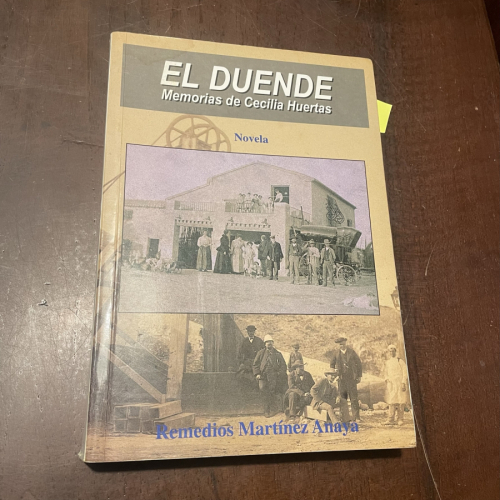 EL DUENDE
Memorias de Cecilia Huertas
Novela
Remedios Martínez Anaya